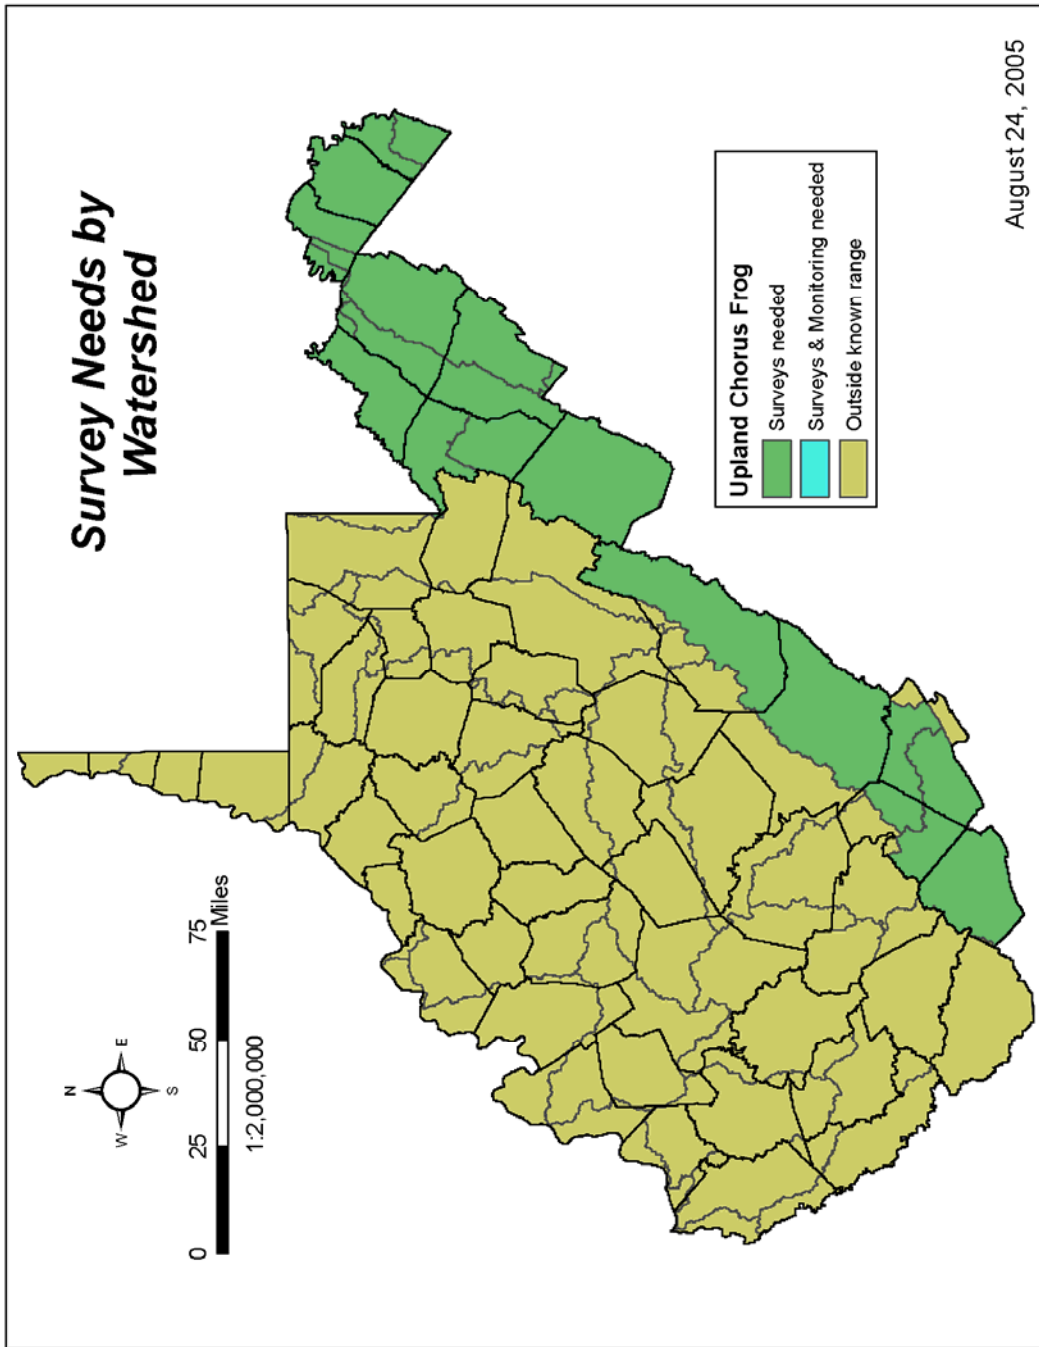 Survey Needs by
Watershed
N
W
E
S
0
25
50
75
Miles
1:2,000,000
Upland Chorus Frog
Surveys needed
Surveys & Monitoring needed
Outside known range
August 24, 2005